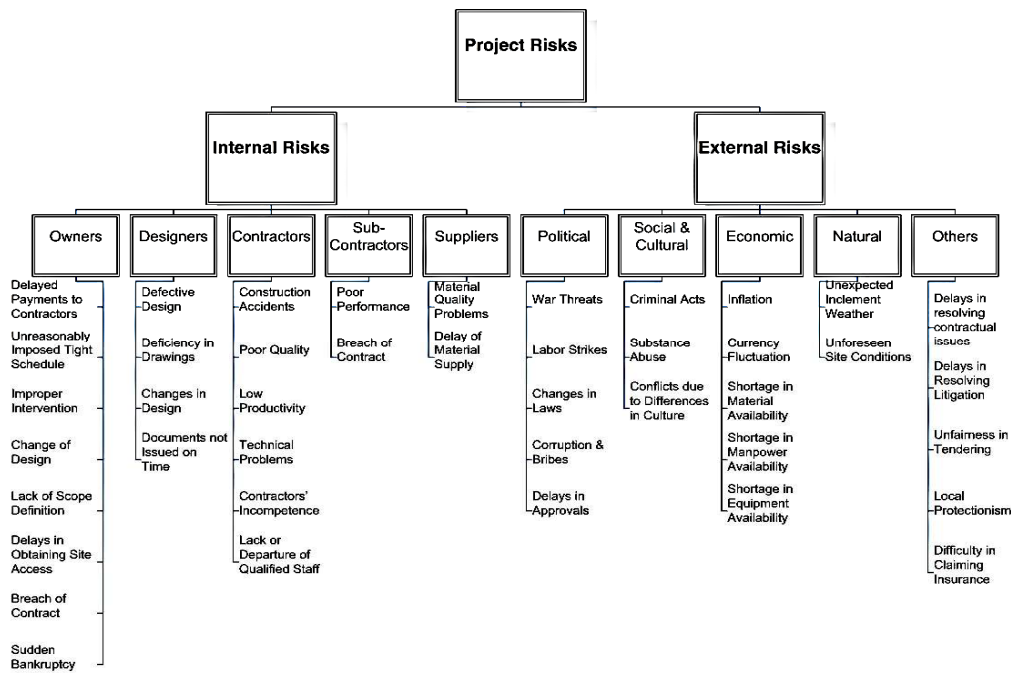 Project Risks
Internal Risks
External Risks
Owners
Designers
Contractors
Sub-
Contractors
Suppliers
Political
Social &
Cultural
Economic
Natural
Others
Delayed
Payments to
Contractors
Unreasonably
Imposed Tight
Schedule
Improper
Intervention
Change of
Design
Lack of Scope
Definition
Delays in
Obtaining Site
Access
Breach of
Contract
Sudden
Bankruptcy
Defective
Design
Deficiency in
Drawings
Changes in
Design
Documents not
Issued on
Time
Construction
Accidents
Poor Quality
Low
Productivity
Technical
Problems
Contractors'
Incompetence
Lack or
Departure of
Qualified Staff
Poor
Performance
Breach of
Contract
Material
Quality
Problems
Delay of
Material
Supply
War Threats
Labor Strikes
Changes in
Laws
Corruption &
Bribes
Delays in
Approvals
Criminal Acts
Substance
Abuse
Conflicts due
to Differences
in Culture
Inflation
Currency
Fluctuation
Shortage in
Material
Availability
Shortage in
Manpower
Availability
Shortage in
Equipment
Availability
Unexpected
Inclement
Weather
Unforeseen
Site Conditions
Delays in
resolving
contractual
issues
Delays in
Resolving
Litigation
Unfairness in
Tendering
Local
Protectionism
Difficulty in
Claiming
Insurance